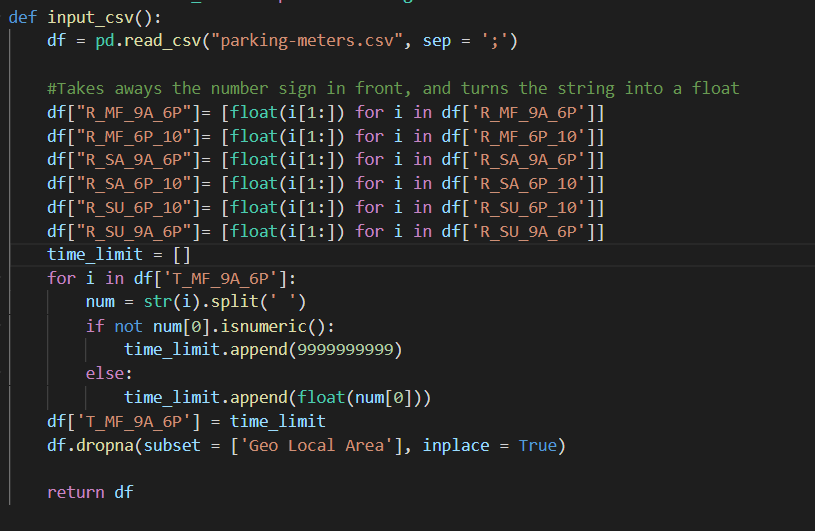 def input_csv():
    df = pd.read_csv("parking-meters.csv", sep = ';')

    #Takes aways the number sign in front, and turns the string into a float
    df["R_MF_9A_6P"]= [float(i[1:]) for i in df['R_MF_9A_6P']]
    df["R_MF_6P_10"]= [float(i[1:]) for i in df['R_MF_6P_10']]
    df["R_SA_9A_6P"]= [float(i[1:]) for i in df['R_SA_9A_6P']]
    df["R_SA_6P_10"]= [float(i[1:]) for i in df['R_SA_6P_10']]
    df["R_SU_6P_10"]= [float(i[1:]) for i in df['R_SU_6P_10']]
    df["R_SU_9A_6P"]= [float(i[1:]) for i in df['R_SU_9A_6P']]
    time_limit = []
    for i in df['T_MF_9A_6P']:
        num = str(i).split(' ')
        if not num[0].isnumeric():
            time_limit.append(9999999999)
        else:
            time_limit.append(float(num[0]))
    df['T_MF_9A_6P'] = time_limit
    df.dropna(subset = ['Geo Local Area'], inplace = True)

    return df